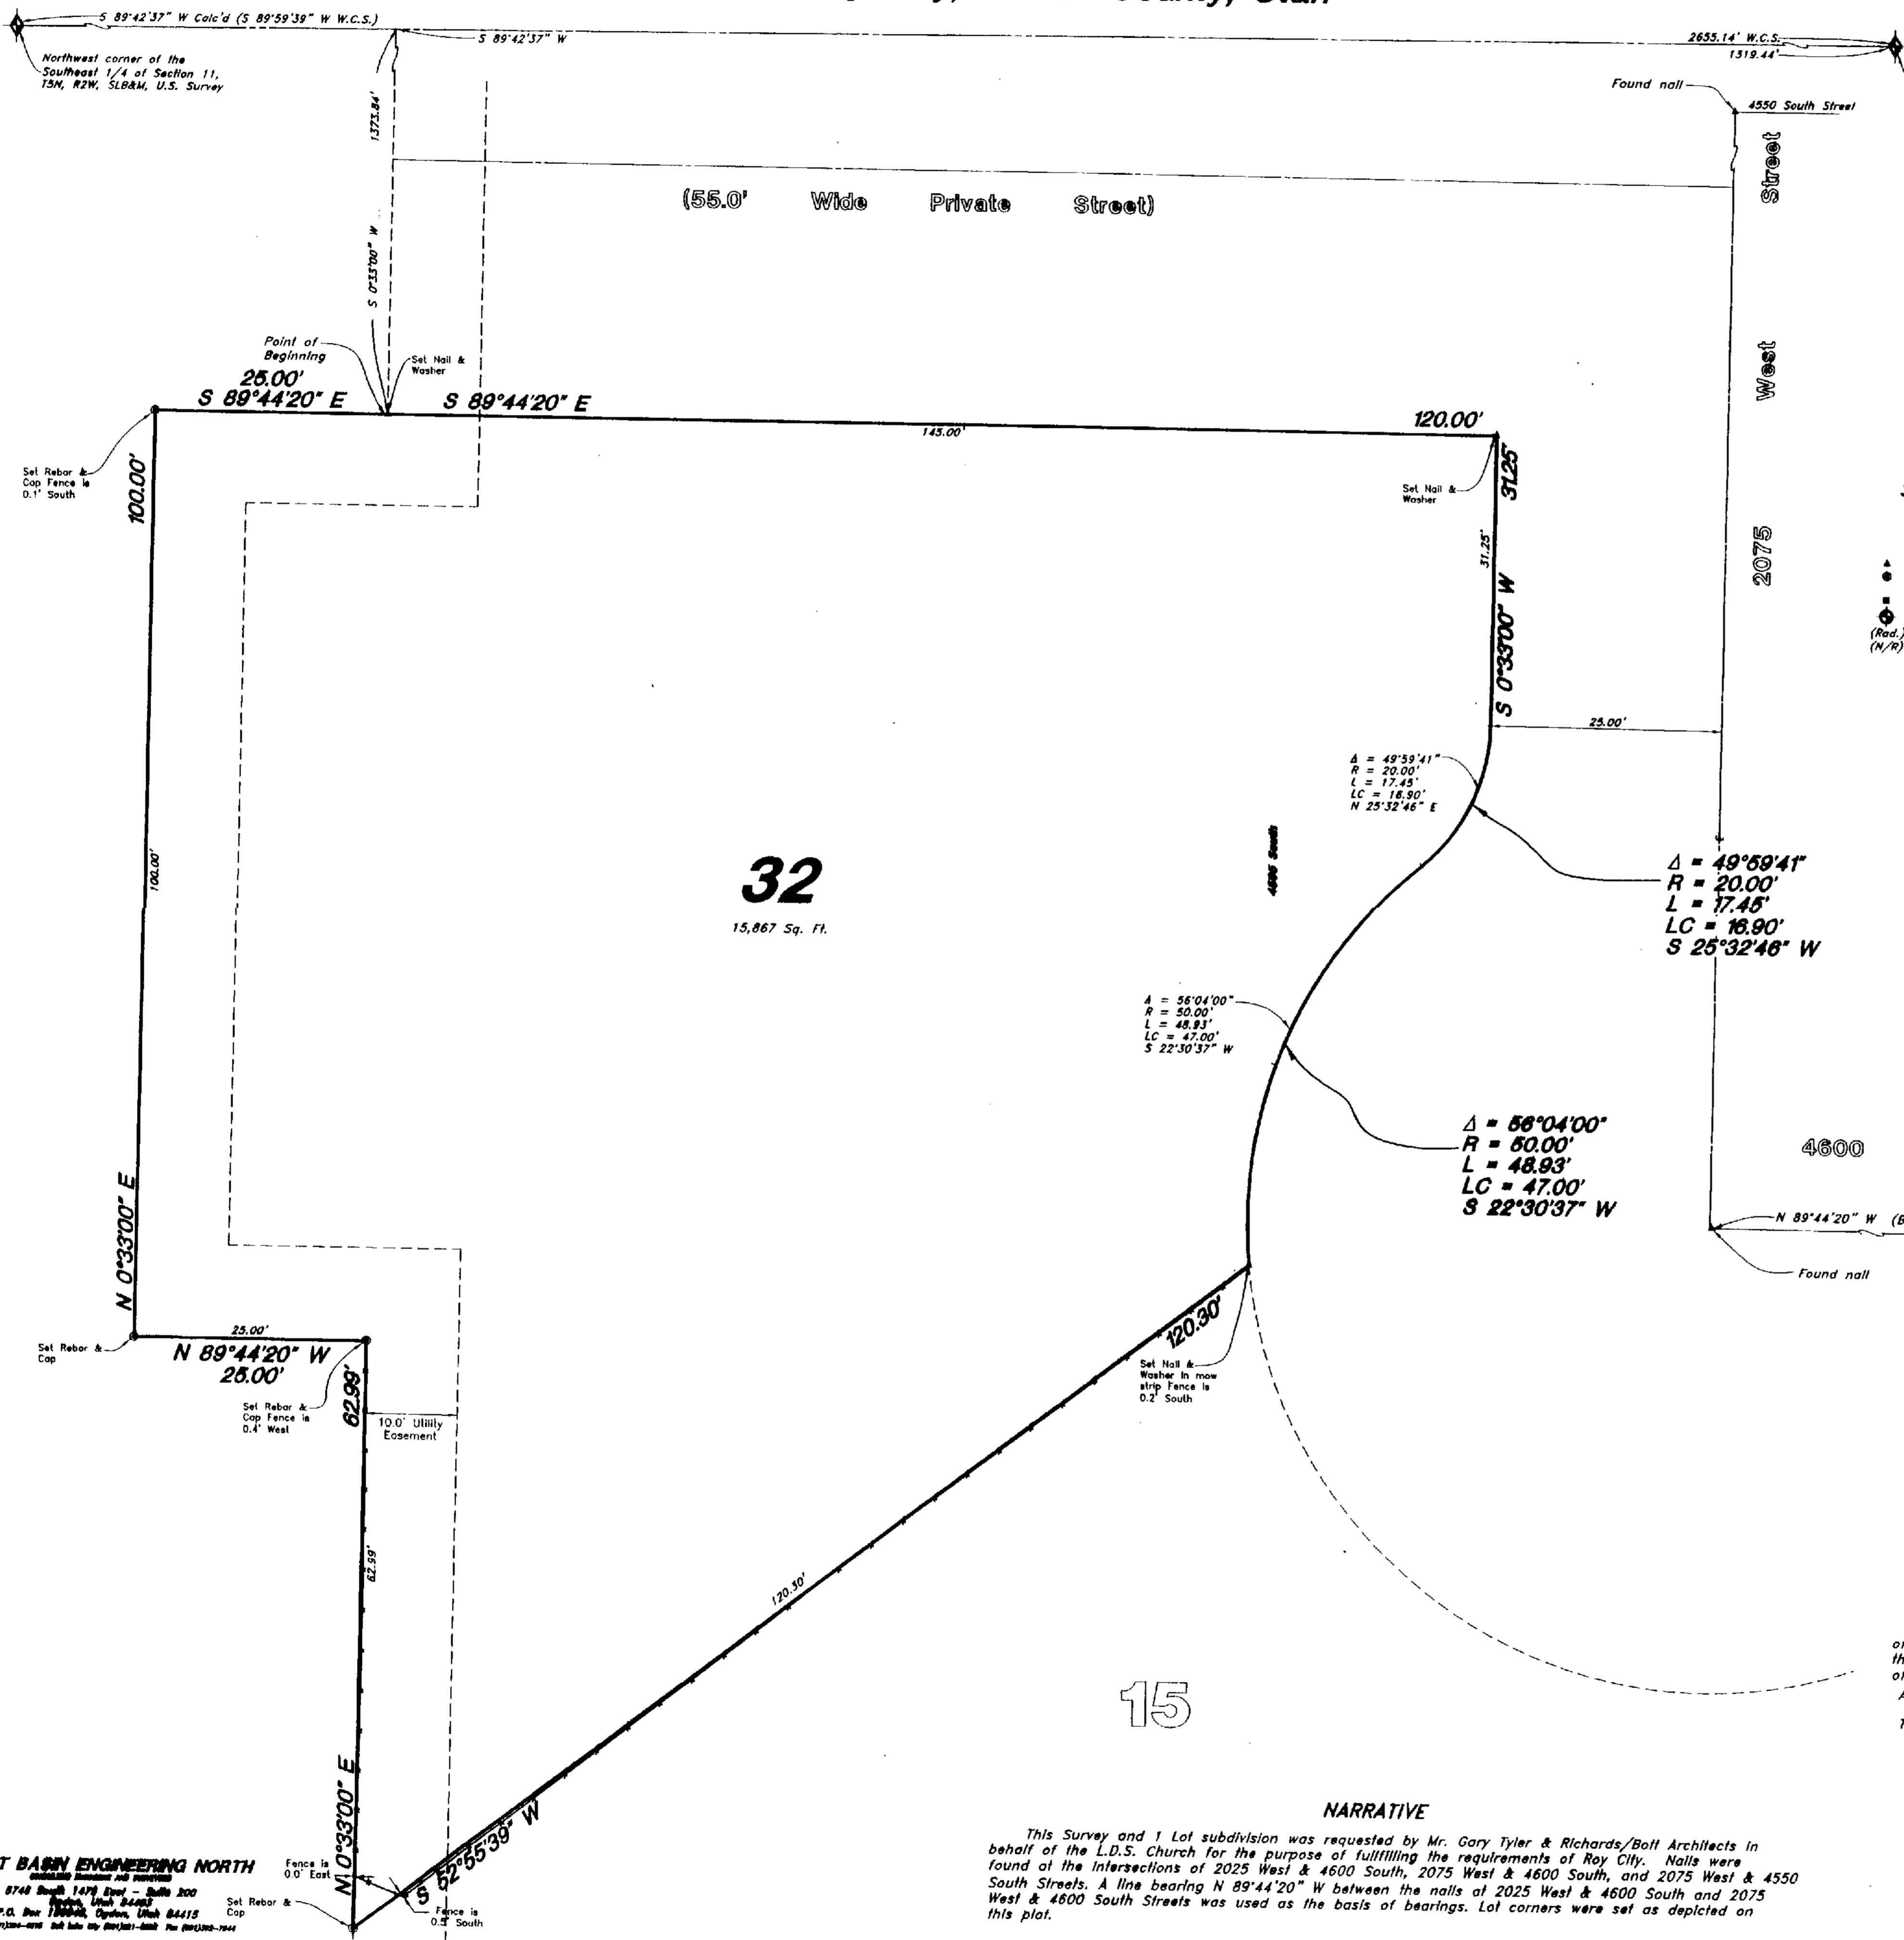 S 89°42'37" W Calc'd (S 89°59'39" W W.C.S.)
S 89°42'37" W
2655.14' W.C.S.
1319.44'
Northwest corner of the
Southeast 1/4 of Section 11,
T5N, R2W, SLB&M, U.S. Survey
1373.84'
S 0°33'00" W
Found nail
4550 South Street
(55.0' Wide Private Street)
Street
West
2075
Point of
Beginning
Set Nail &
Washer
25.00'
S 89°44'20" E
S 89°44'20" E
120.00'
145.00'
Set Rebar &
Cap Fence is
0.1' South
100.00'
Set Nail &
Washer
31.25'
31.25'
S 0°33'00" W
(Rad.)
(N/R)
25.00'
Δ = 49°59'41"
R = 20.00'
L = 17.45'
LC = 16.90'
N 25°32'46" E
Δ = 49°59'41"
R = 20.00'
L = 17.45'
LC = 16.90'
S 25°32'46" W
100.00'
32
15,867 Sq. Ft.
South
Δ = 56°04'00"
R = 50.00'
L = 48.93'
LC = 47.00'
S 22°30'37" W
Δ = 56°04'00"
R = 50.00'
L = 48.93'
LC = 47.00'
S 22°30'37" W
4600
N 89°44'20" W
Found nail
N 0°33'00" E
Set Rebar &
Cap
25.00'
N 89°44'20" W
25.00'
Set Rebar &
Cap Fence is
0.4' West
62.99'
10.0' Utility
Easement
120.30'
Set Nail &
Washer in mow
strip Fence is
0.2' South
62.99'
120.30'
15
N 0°33'00" E
S 52°55'39" W
Fence is
0.0' East
Set Rebar &
Cap
Fence is
0.5' South
BASIN ENGINEERING NORTH
5746 South 1475 East - Suite 200
Ogden, Utah 84403
Ogden, Utah 84415
NARRATIVE
This Survey and 1 Lot subdivision was requested by Mr. Gary Tyler & Richards/Bott Architects in
behalf of the L.D.S. Church for the purpose of fullfilling the requirements of Roy City. Nails were
found at the intersections of 2025 West & 4600 South, 2075 West & 4600 South, and 2075 West & 4550
South Streets. A line bearing N 89°44'20" W between the nails at 2025 West & 4600 South and 2075
West & 4600 South Streets was used as the basis of bearings. Lot corners were set as depicted on
this plat.